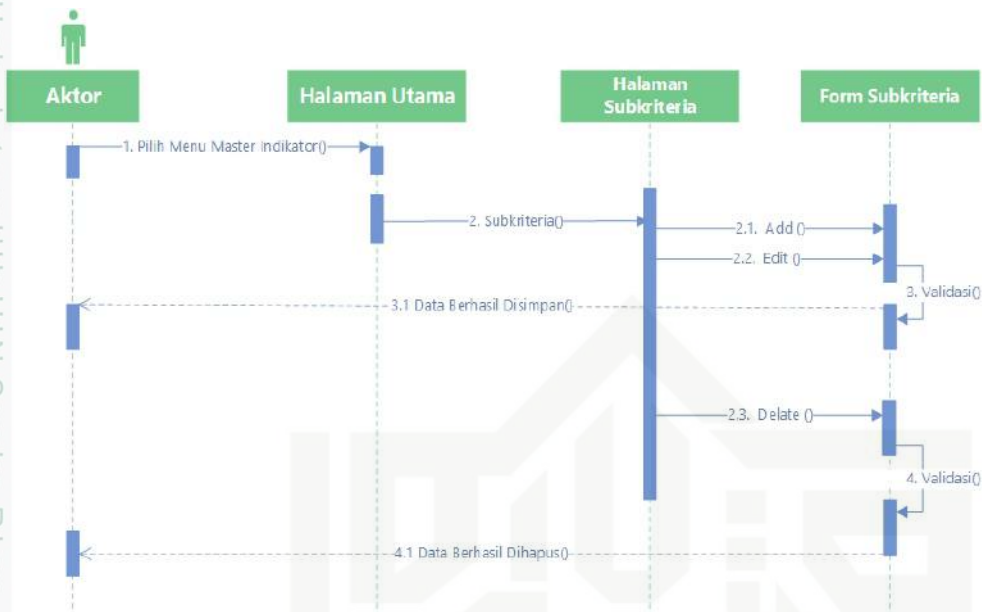 Aktor
Halaman Utama
Halaman
Subkriteria
Form Subkriteria
1. Pilih Menu Master Indikator()
2. Subkriteria()
2.1. Add ()
2.2. Edit ()
3. Validasi()
3.1 Data Berhasil Disimpan()
2.3. Delate ()
4. Validasi()
4.1 Data Berhasil Dihapus()